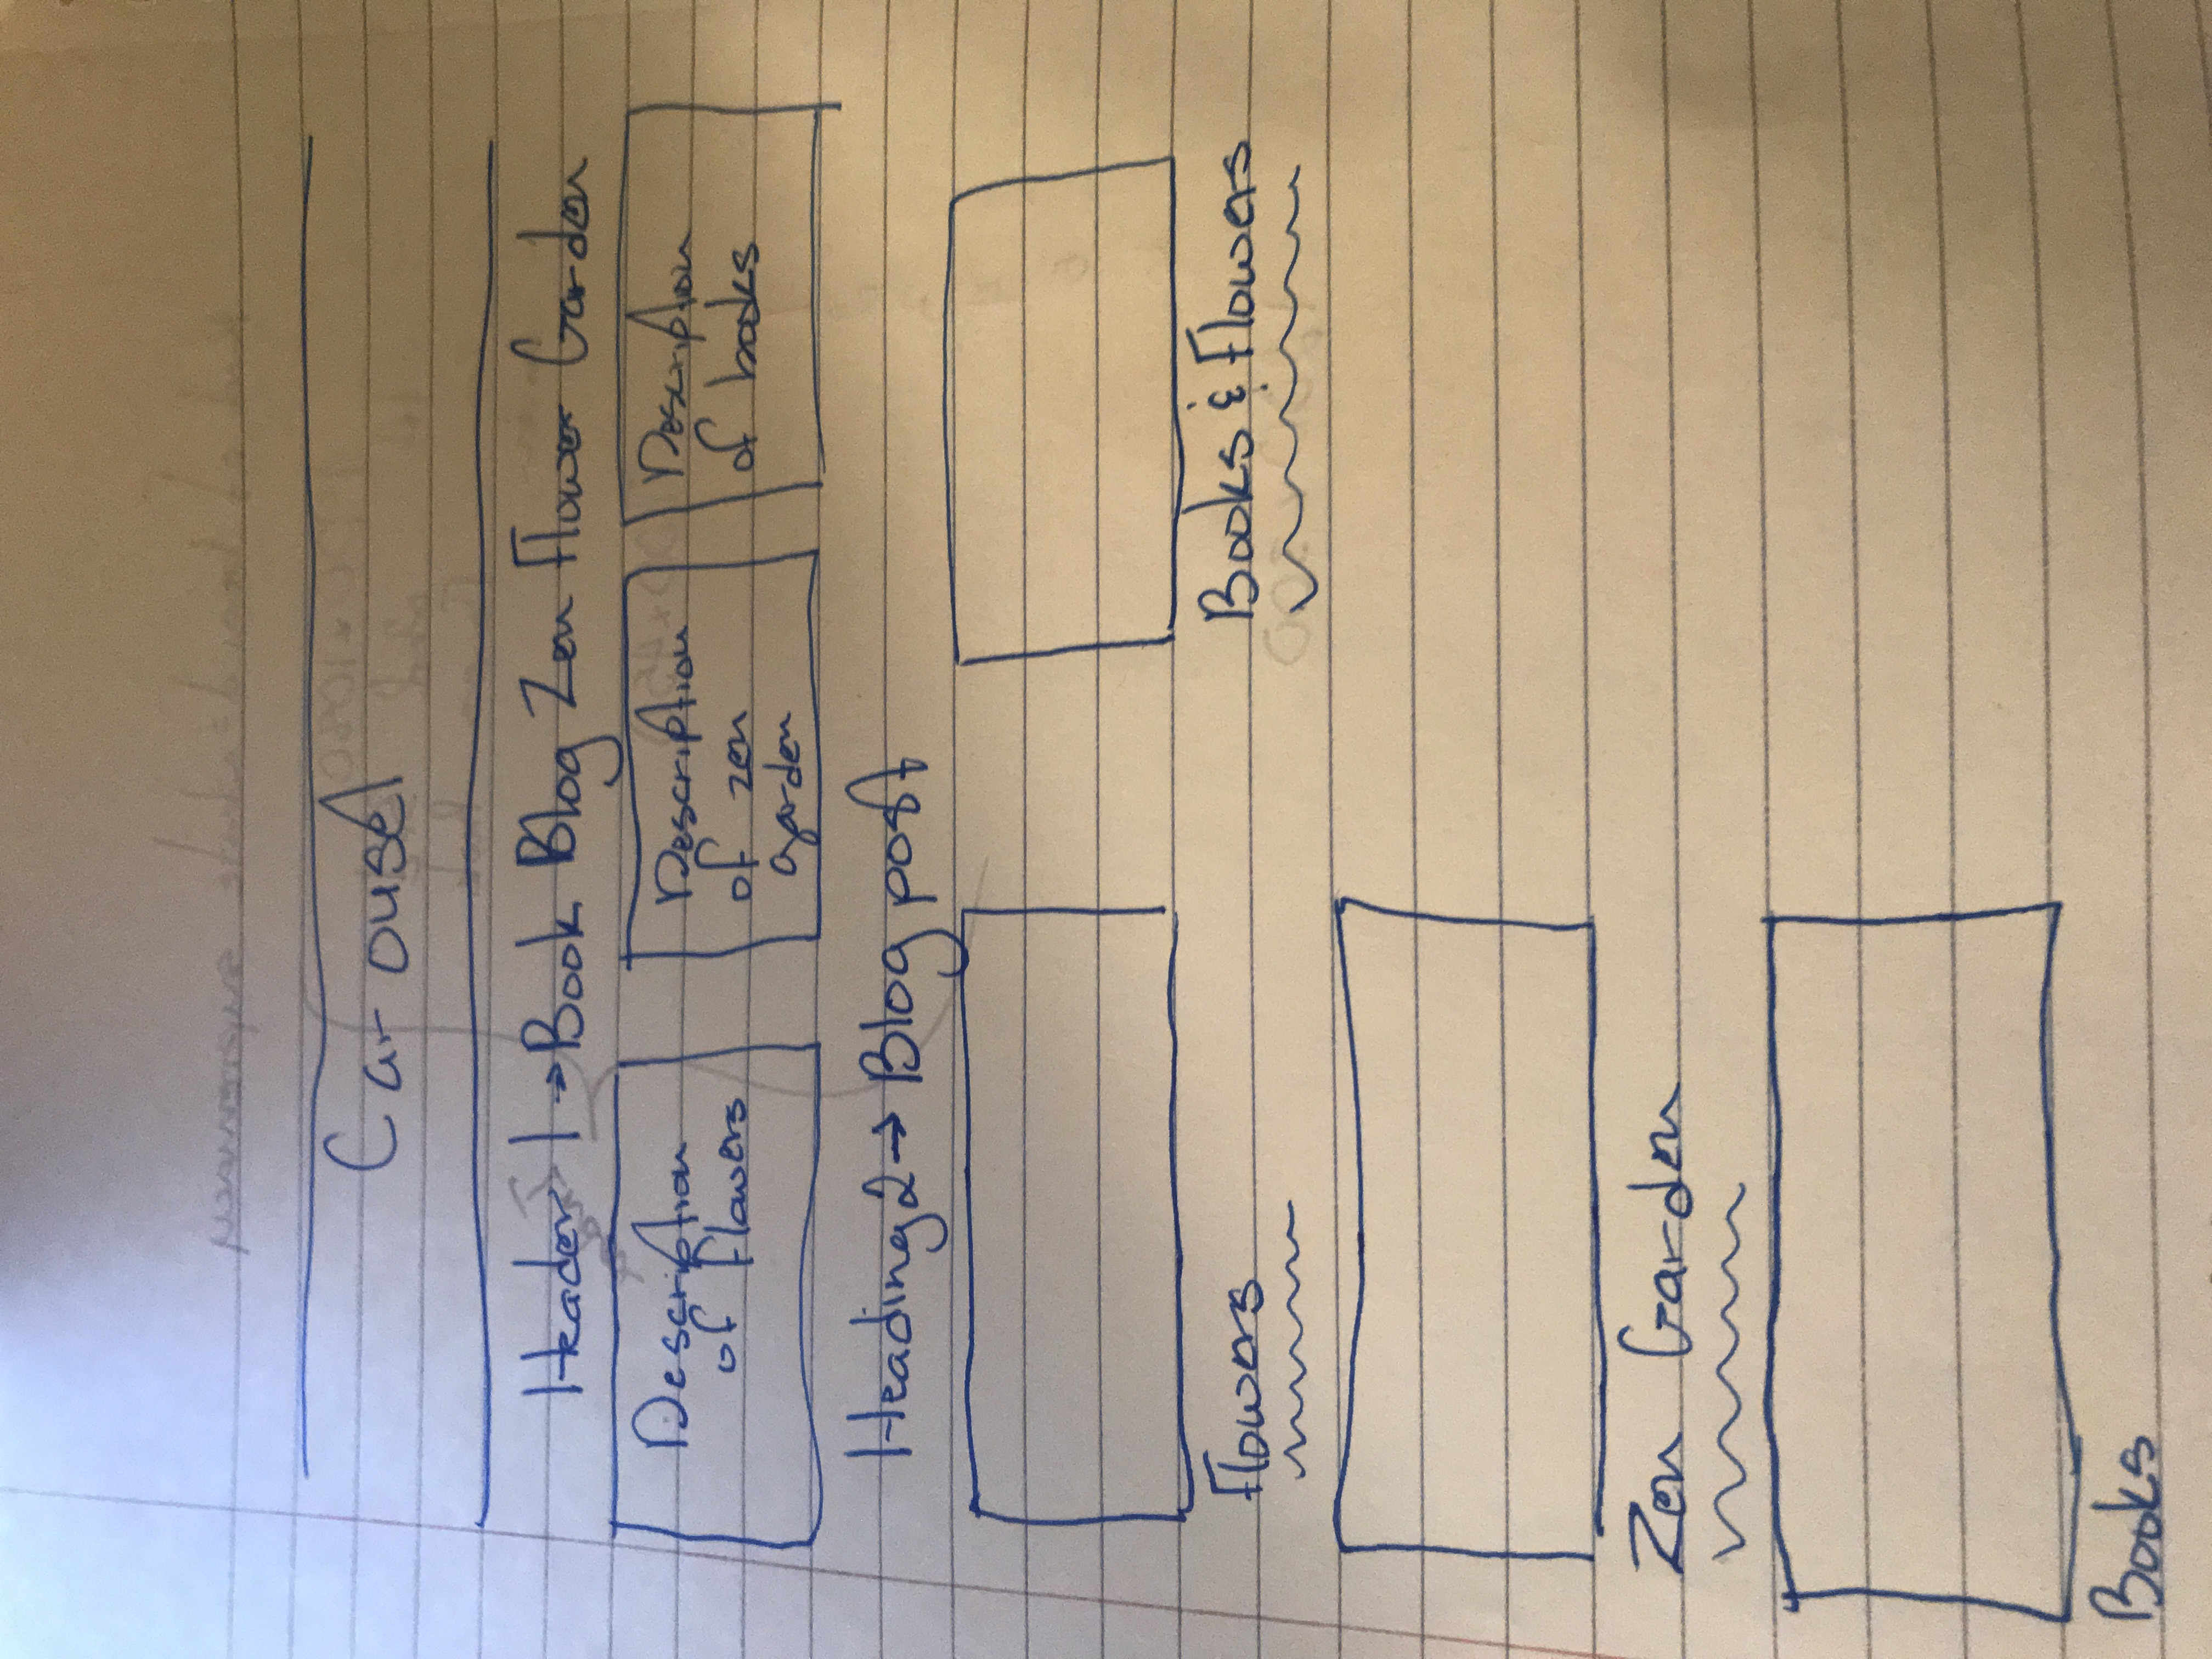 Carousel
Header 1 → Book Blog Zen Flower Garden
Description
of flowers
Description
of zen
garden
Description
of books
Heading 2 → Blog post
Flowers
Books & Flowers
Zen Garden
Books